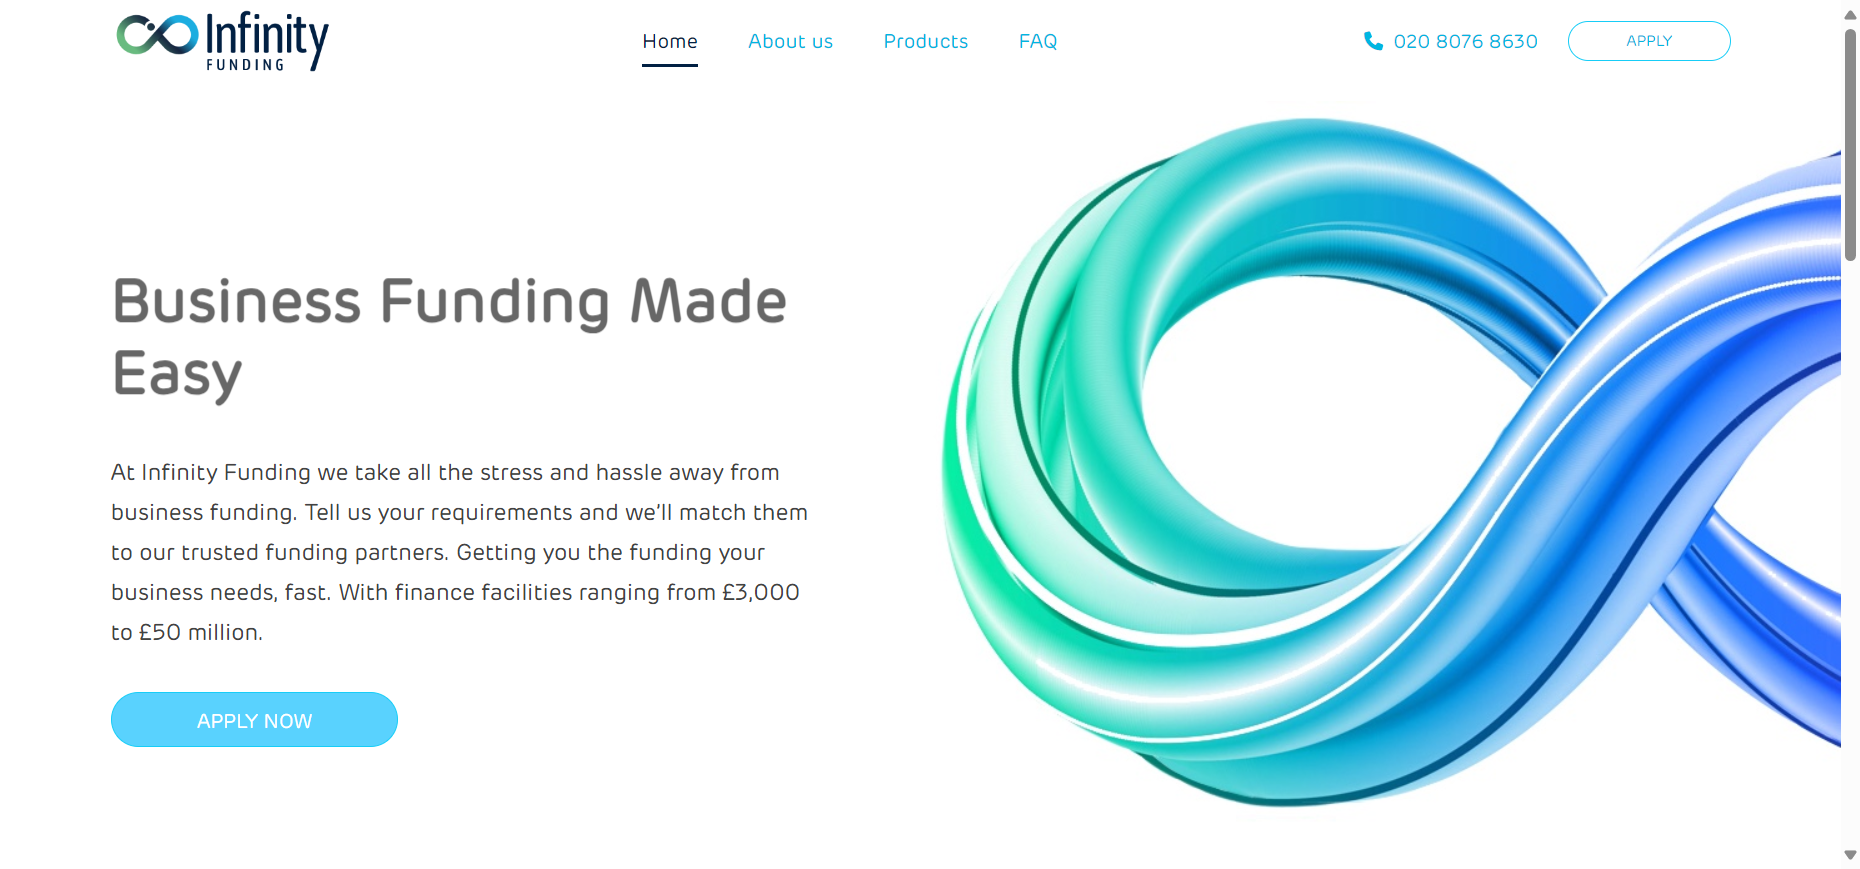 Infinity
FUNDING
Home
About us
Products
FAQ
020 8076 8630
APPLY
Business Funding Made
Easy
At Infinity Funding we take all the stress and hassle away from
business funding. Tell us your requirements and we'll match them
to our trusted funding partners. Getting you the funding your
business needs, fast. With finance facilities ranging from £3,000
to £50 million.
APPLY NOW